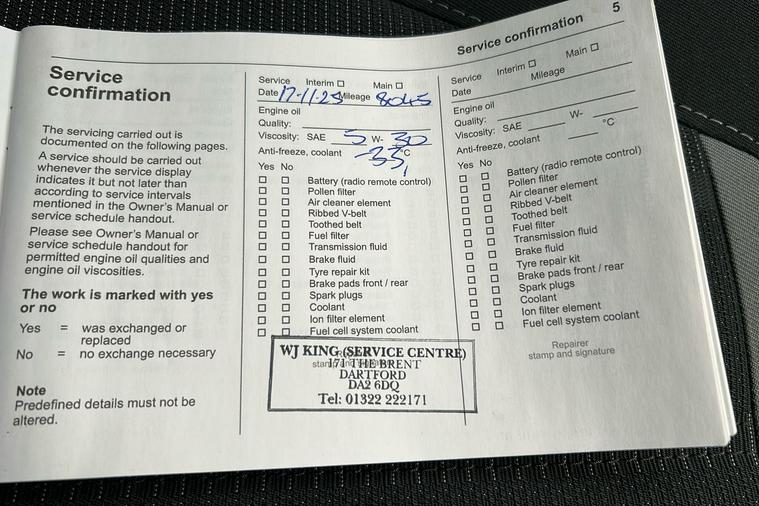 Service confirmation 5
Service
confirmation
The servicing carried out is
documented on the following pages.
A service should be carried out
whenever the service display
indicates it but not later than
according to service intervals
mentioned in the Owner's Manual or
service schedule handout.
Please see Owner's Manual or
service schedule handout for
permitted engine oil qualities and
engine oil viscosities.
The work is marked with yes
or no
Yes = was exchanged or
replaced
No = no exchange necessary
Note
Predefined details must not be
altered.
Service Interim ☐ Main ☐
Date 17-11-25 Mileage 8045
Engine oil
Quality:
Viscosity: SAE 5 W- 30
Anti-freeze, coolant -35 °C
Yes No
☐ ☐ Battery (radio remote control)
☐ ☐ Pollen filter
☐ ☐ Air cleaner element
☐ ☐ Ribbed V-belt
☐ ☐ Toothed belt
☐ ☐ Fuel filter
☐ ☐ Transmission fluid
☐ ☐ Brake fluid
☐ ☐ Tyre repair kit
☐ ☐ Brake pads front / rear
☐ ☐ Spark plugs
☐ ☐ Coolant
☐ ☐ Ion filter element
☐ ☐ Fuel cell system coolant
WJ KING (SERVICE CENTRE)
171 THE BRENT
DARTFORD
DA2 6DQ
Tel: 01322 222171
Service Interim ☐ Main ☐
Date Mileage
Engine oil
Quality:
Viscosity: SAE W-
Anti-freeze, coolant °C
Yes No
☐ ☐ Battery (radio remote control)
☐ ☐ Pollen filter
☐ ☐ Air cleaner element
☐ ☐ Ribbed V-belt
☐ ☐ Toothed belt
☐ ☐ Fuel filter
☐ ☐ Transmission fluid
☐ ☐ Brake fluid
☐ ☐ Tyre repair kit
☐ ☐ Brake pads front / rear
☐ ☐ Spark plugs
☐ ☐ Coolant
☐ ☐ Ion filter element
☐ ☐ Fuel cell system coolant
Repairer
stamp and signature